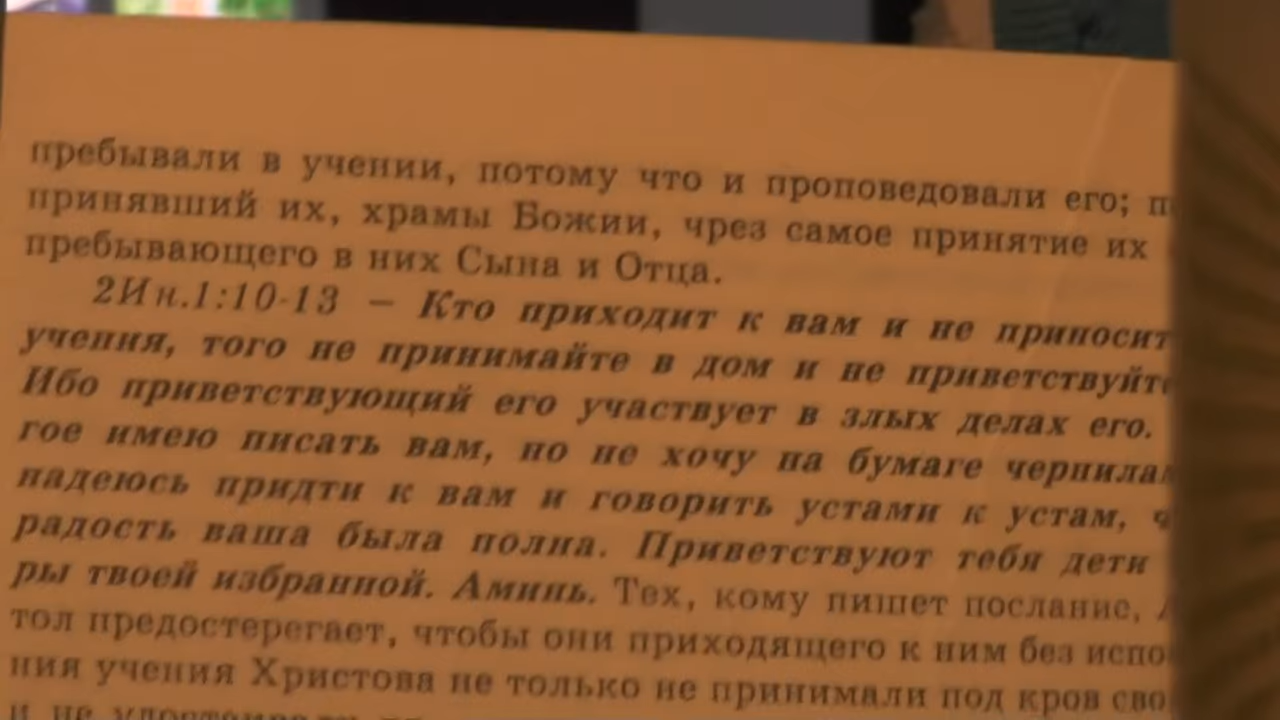 пребывали в учении, потому что и проповедовали его;
принявший их, храмы Божии, чрез самое принятие их
пребывающего в них Сына и Отца.
2Ин.1:10-13 – Кто приходит к вам и не приносит
учения, того не принимайте в дом и не приветствуйте
Ибо приветствующий его участвует в злых делах его.
гое имею писать вам, но не хочу на бумаге
надеюсь придти к вам и говорить устами к устам,
радость ваша была полна. Приветствуют тебя дети
ры твоей избранной. Аминь. Тех, кому пишет послание,
тол предостерегает, чтобы они приходящего к ним без испо
ния учения Христова не только не принимали под кров сво
и не